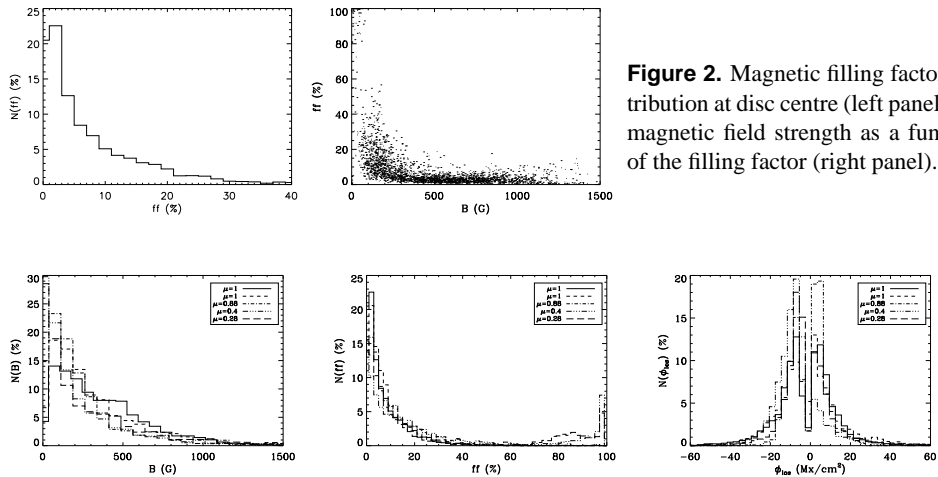 25
20
15
10
5
0
N(ff) (%)
0 10 20 30 40
ff (%)
100
80
60
40
20
0
ff (%)
0 500 1000 1500
B (G)
Figure 2. Magnetic filling facto
tribution at disc centre (left panel
magnetic field strength as a fun
of the filling factor (right panel).
30
25
20
15
10
5
0
N(B) (%)
μ=1
μ=1
μ=0.88
μ=0.4
μ=0.28
0 500 1000 1500
B (G)
25
20
15
10
5
0
N(ff) (%)
μ=1
μ=1
μ=0.88
μ=0.4
μ=0.28
0 20 40 60 80 100
ff (%)
20
15
10
5
0
N(ϕlos) (%)
μ=1
μ=1
μ=0.88
μ=0.4
μ=0.28
−60 −40 −20 0 20 40 60
ϕlos (Mx/cm²)